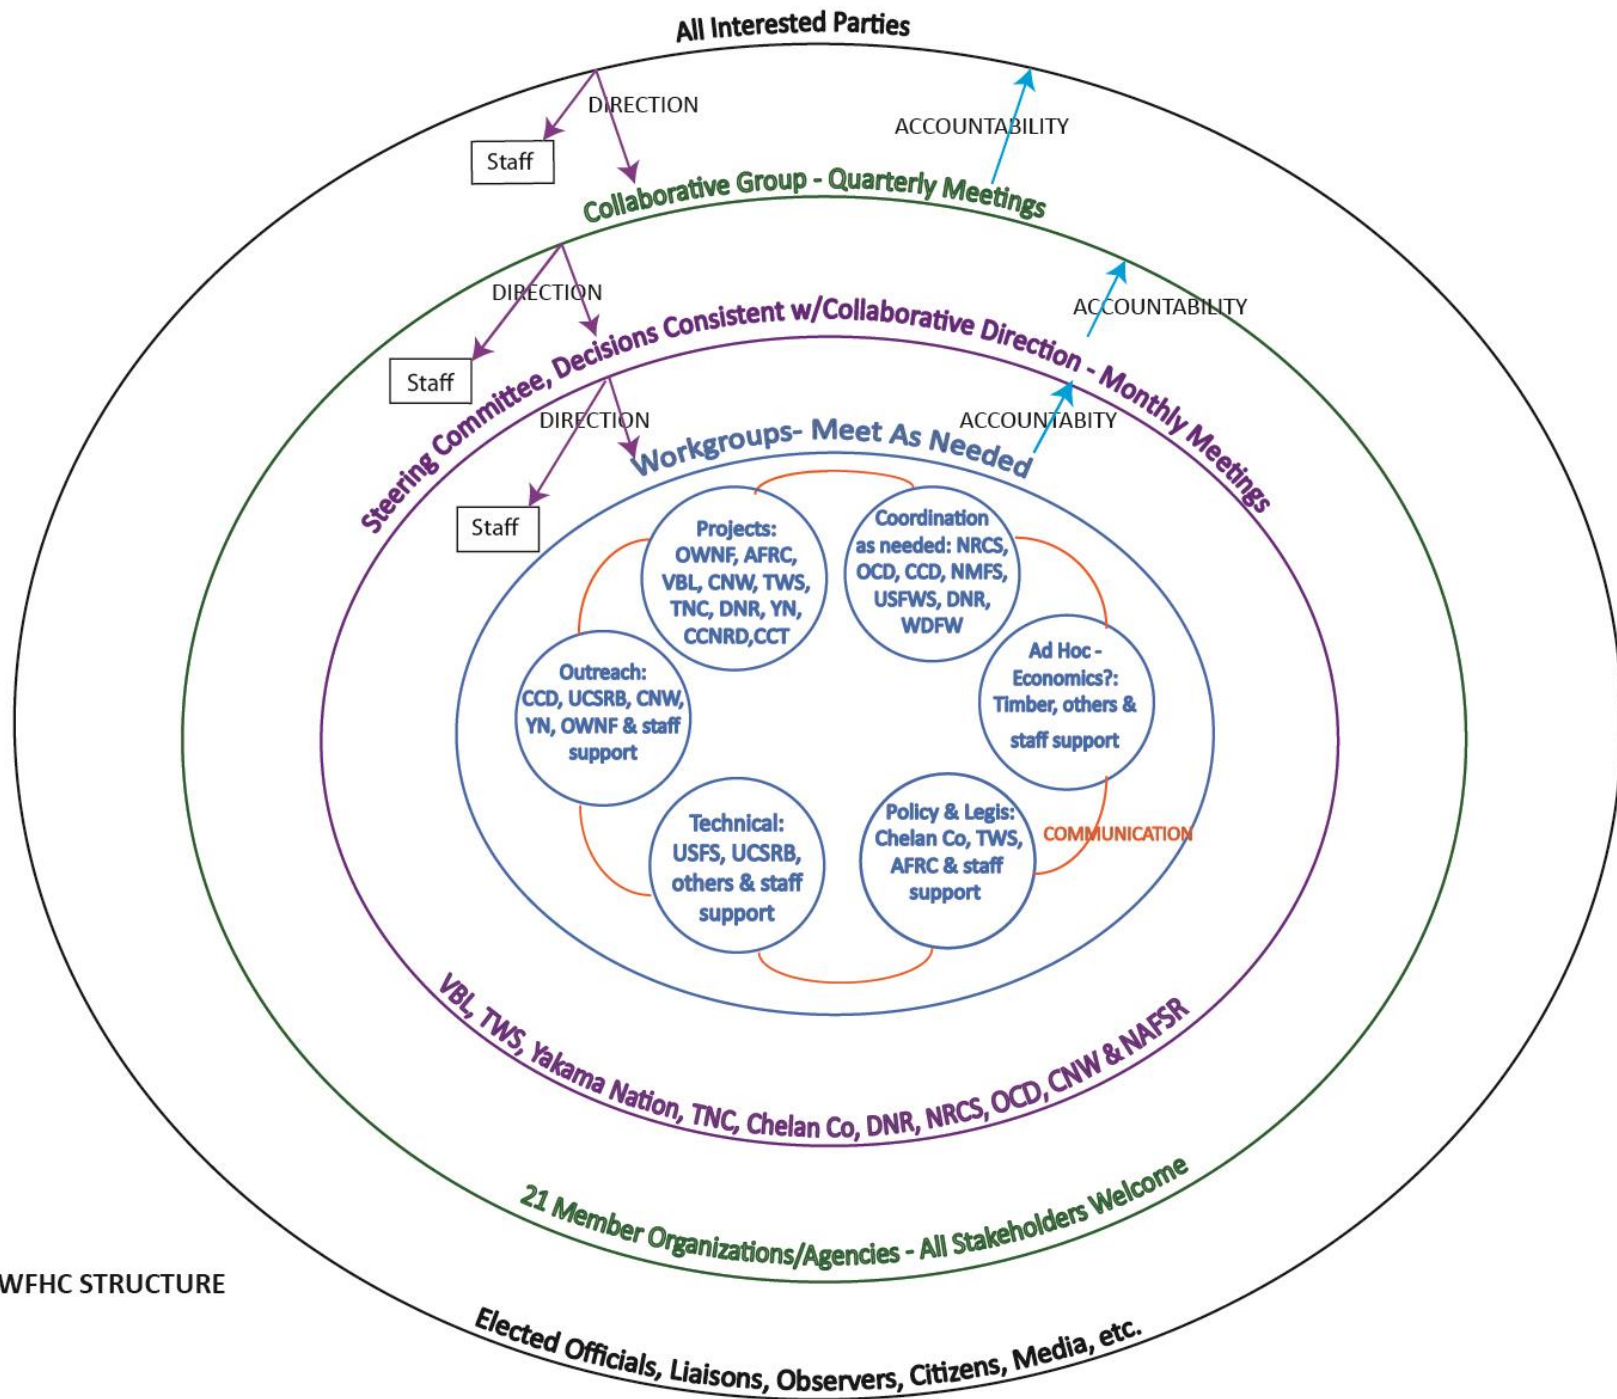 All Interested Parties
DIRECTION
ACCOUNTABILITY
Staff
Collaborative Group - Quarterly Meetings
DIRECTION
ACCOUNTABILITY
Staff
Steering Committee, Decisions Consistent w/Collaborative Direction - Monthly Meetings
DIRECTION
ACCOUNTABITY
Staff
Workgroups- Meet As Needed
Projects:
OWNF, AFRC,
VBL, CNW, TWS,
TNC, DNR, YN,
CCNRD,CCT
Coordination
as needed: NRCS,
OCD, CCD, NMFS,
USFWS, DNR,
WDFW
Outreach:
CCD, UCSRB, CNW,
YN, OWNF & staff
support
Ad Hoc -
Economics?:
Timber, others &
staff support
Technical:
USFS, UCSRB,
others & staff
support
Policy & Legis:
Chelan Co, TWS,
AFRC & staff
support
COMMUNICATION
VBL, TWS, Yakama Nation, TNC, Chelan Co, DNR, NRCS, OCD, CNW & NAFSR
21 Member Organizations/Agencies - All Stakeholders Welcome
WFHC STRUCTURE
Elected Officials, Liaisons, Observers, Citizens, Media, etc.